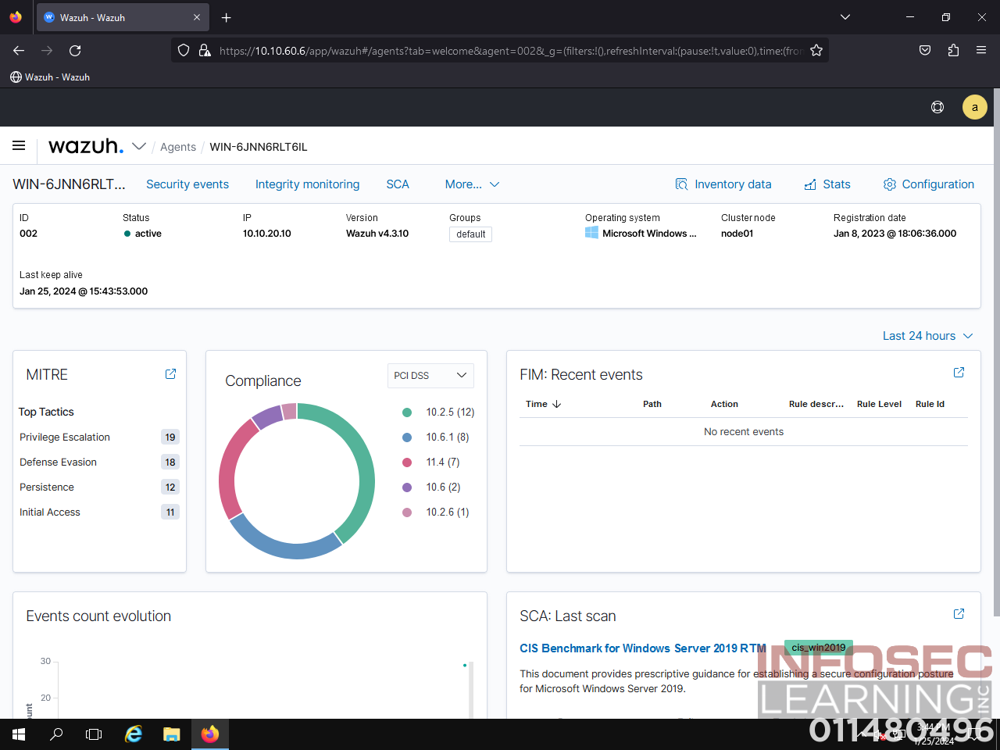 Wazuh - Wazuh
https://10.10.60.6/app/wazuh#/agents?tab=welcome&agent=002&_g=(filters:!(),refreshInterval:(pause:!t,value:0),time:(fron
Wazuh - Wazuh
a
wazuh. / Agents / WIN-6JNN6RLT6IL
WIN-6JNN6RLT... Security events Integrity monitoring SCA More... Inventory data Stats Configuration
ID Status IP Version Groups Operating system Cluster node Registration date
002 active 10.10.20.10 Wazuh v4.3.10 default Microsoft Windows ... node01 Jan 8, 2023 @ 18:06:36.000
Last keep alive
Jan 25, 2024 @ 15:43:53.000
Last 24 hours
MITRE
Top Tactics
Privilege Escalation 19
Defense Evasion 18
Persistence 12
Initial Access 11
Compliance
PCI DSS
10.2.5 (12)
10.6.1 (8)
11.4 (7)
10.6 (2)
10.2.6 (1)
FIM: Recent events
Time Path Action Rule descr... Rule Level Rule Id
No recent events
Events count evolution
30
20
SCA: Last scan
CIS Benchmark for Windows Server 2019 RTM cis_win2019
This document provides prescriptive guidance for establishing a secure configuration posture
for Microsoft Windows Server 2019.
INFOSEC
LEARNING INC
011480496
3:44 PM
1/25/2024